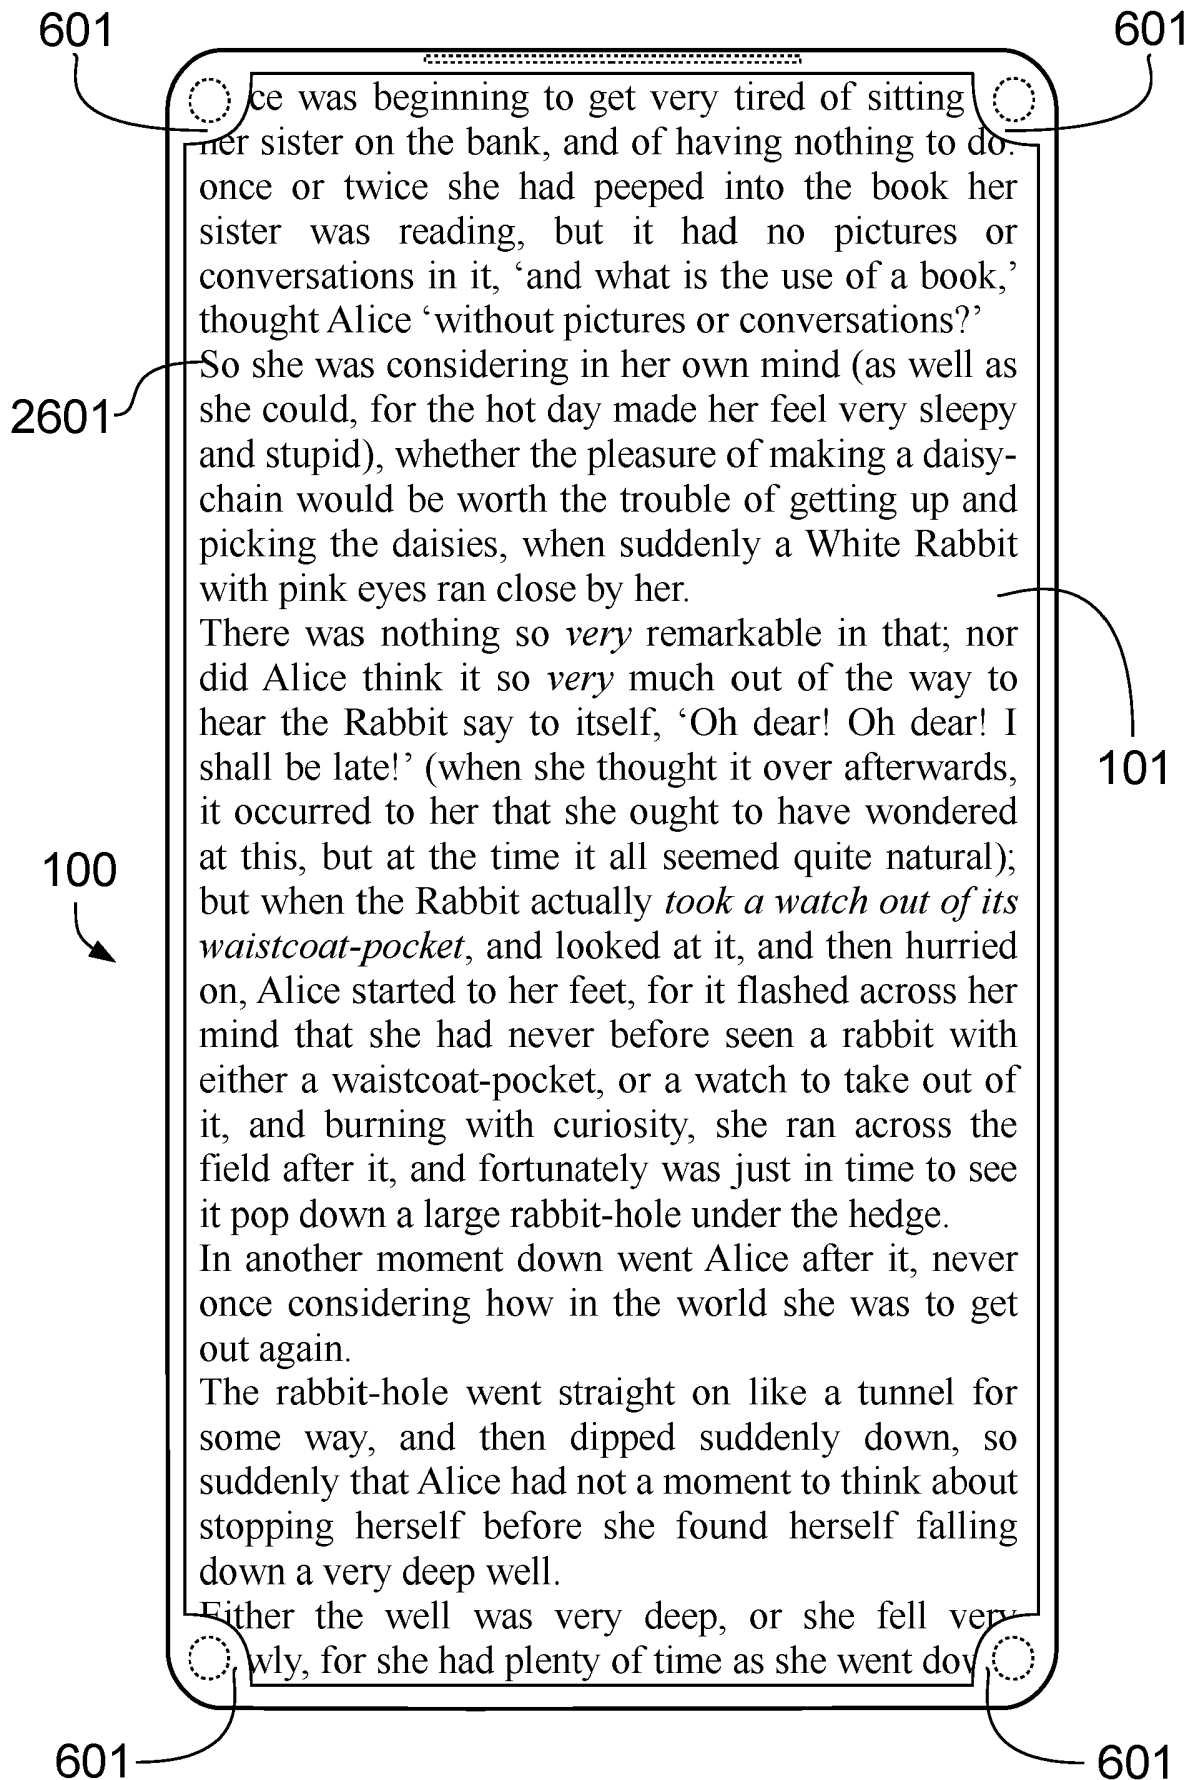 601
601
ce was beginning to get very tired of sitting
her sister on the bank, and of having nothing to do:
once or twice she had peeped into the book her
sister was reading, but it had no pictures or
conversations in it, ‘and what is the use of a book,’
thought Alice ‘without pictures or conversations?’
So she was considering in her own mind (as well as
2601
she could, for the hot day made her feel very sleepy
and stupid), whether the pleasure of making a daisy-
chain would be worth the trouble of getting up and
picking the daisies, when suddenly a White Rabbit
with pink eyes ran close by her.
There was nothing so very remarkable in that; nor
did Alice think it so very much out of the way to
hear the Rabbit say to itself, ‘Oh dear! Oh dear! I
shall be late!’ (when she thought it over afterwards,
101
it occurred to her that she ought to have wondered
at this, but at the time it all seemed quite natural);
100
but when the Rabbit actually took a watch out of its
waistcoat-pocket, and looked at it, and then hurried
on, Alice started to her feet, for it flashed across her
mind that she had never before seen a rabbit with
either a waistcoat-pocket, or a watch to take out of
it, and burning with curiosity, she ran across the
field after it, and fortunately was just in time to see
it pop down a large rabbit-hole under the hedge.
In another moment down went Alice after it, never
once considering how in the world she was to get
out again.
The rabbit-hole went straight on like a tunnel for
some way, and then dipped suddenly down, so
suddenly that Alice had not a moment to think about
stopping herself before she found herself falling
down a very deep well.
Either the well was very deep, or she fell very
wly, for she had plenty of time as she went dow
601
601